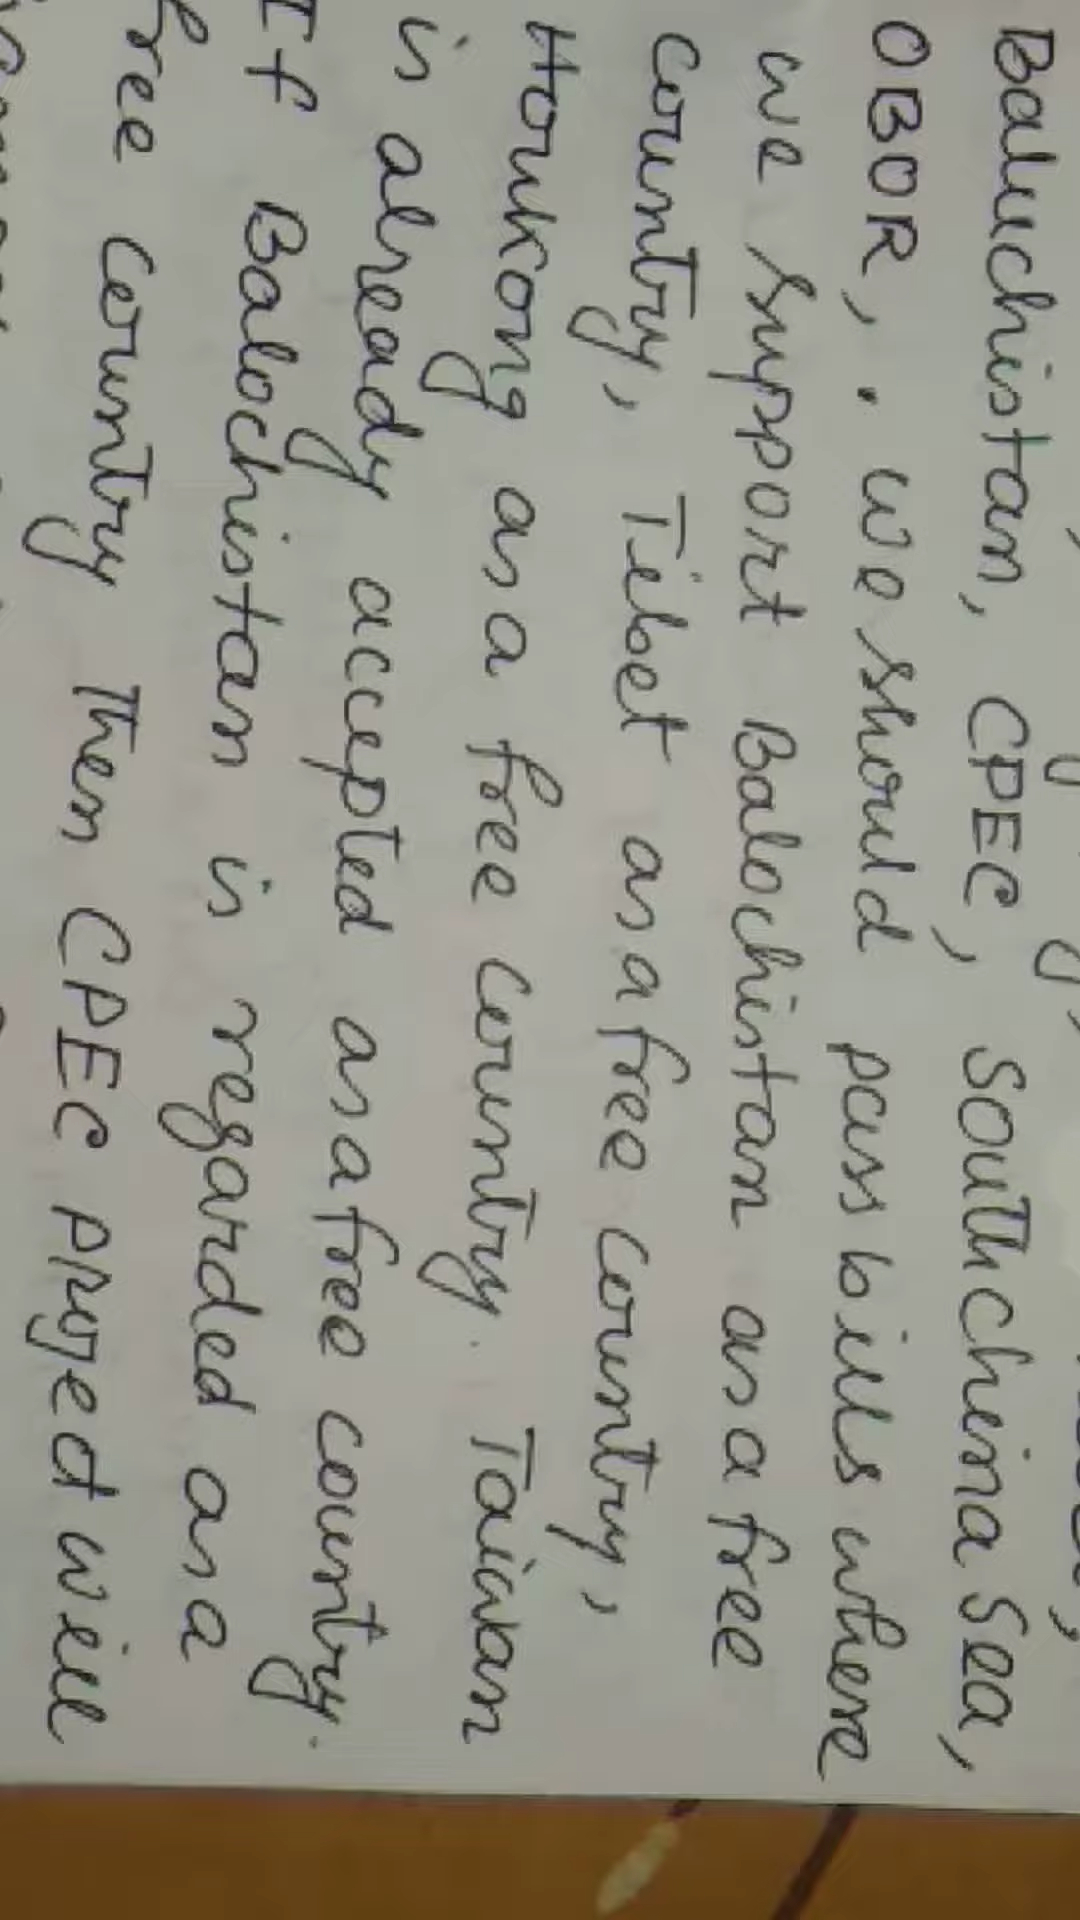 Baluchistan, CPEC, South china Sea,
OBOR, . we should pass bills where
we support Balochistan as a free
country, Tibet as a free country,
Hounkong as a free country. Taiwan
is already accepted as a free country.
If Balochistan is regarded as a
free country Then CPEC project will